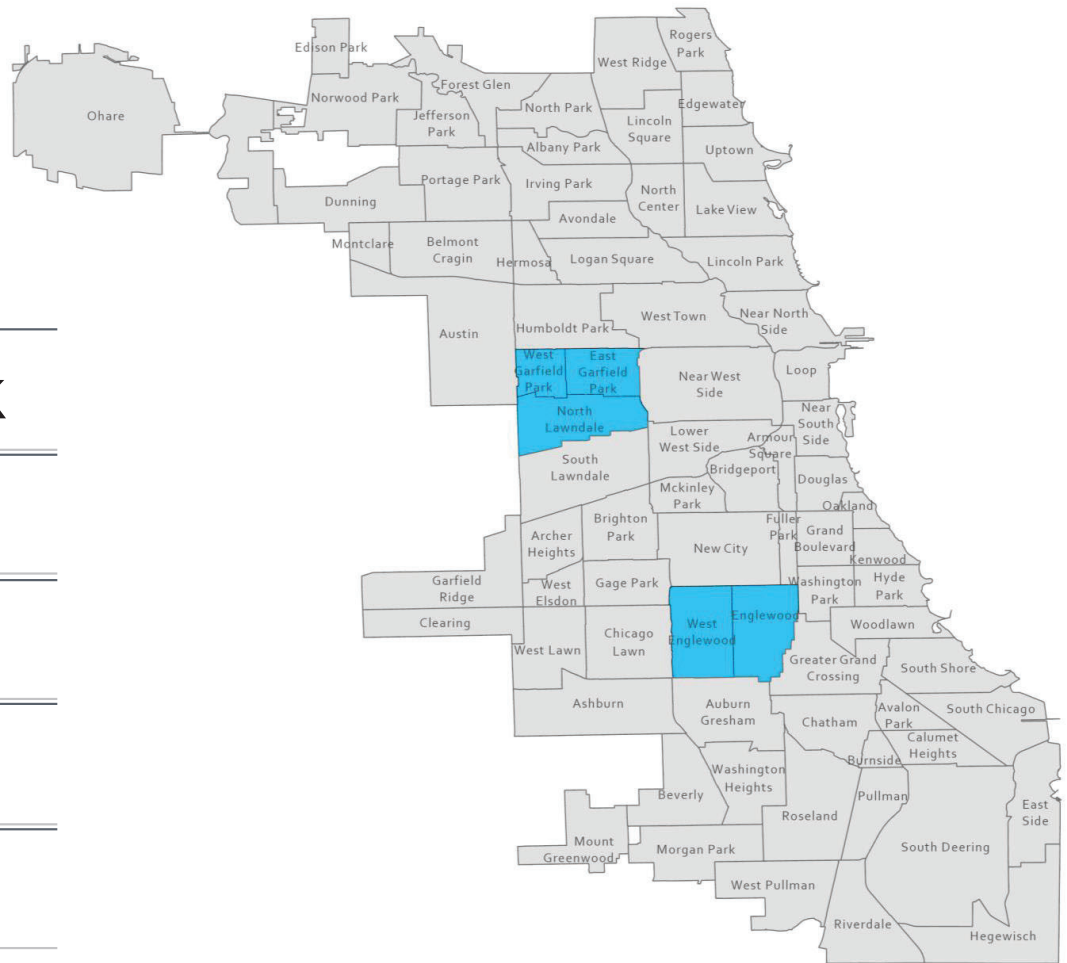 Rogers
Park
Edison Park
West Ridge
Forest Glen
Norwood Park
North Park
Edgewater
Ohare
Jefferson
Park
Lincoln
Square
Albany Park
Uptown
Portage Park
Irving Park
Dunning
North
Center
Lake View
Avondale
Montclare
Belmont
Cragin
Hermosa
Logan Square
Lincoln Park
Austin
Humboldt Park
West Town
Near North
Side
West
Garfield
Park
East
Garfield
Park
Near West
Side
Loop
K
North
Lawndale
Near
South
Side
Lower
West Side
Armour
Square
South
Lawndale
Bridgeport
Douglas
Mckinley
Park
Oakland
Brighton
Park
Fuller
Park
Grand
Boulevard
Archer
Heights
New City
Kenwood
Garfield
Ridge
West
Elsdon
Gage Park
Washington
Park
Hyde
Park
Clearing
West
Englewood
Englewood
Woodlawn
West Lawn
Chicago
Lawn
Greater Grand
Crossing
South Shore
Ashburn
Auburn
Gresham
Chatham
Avalon
Park
South Chicago
Calumet
Heights
Burnside
Washington
Heights
Beverly
Pullman
Roseland
East
Side
Mount
Greenwood
Morgan Park
South Deering
West Pullman
Riverdale
Hegewisch